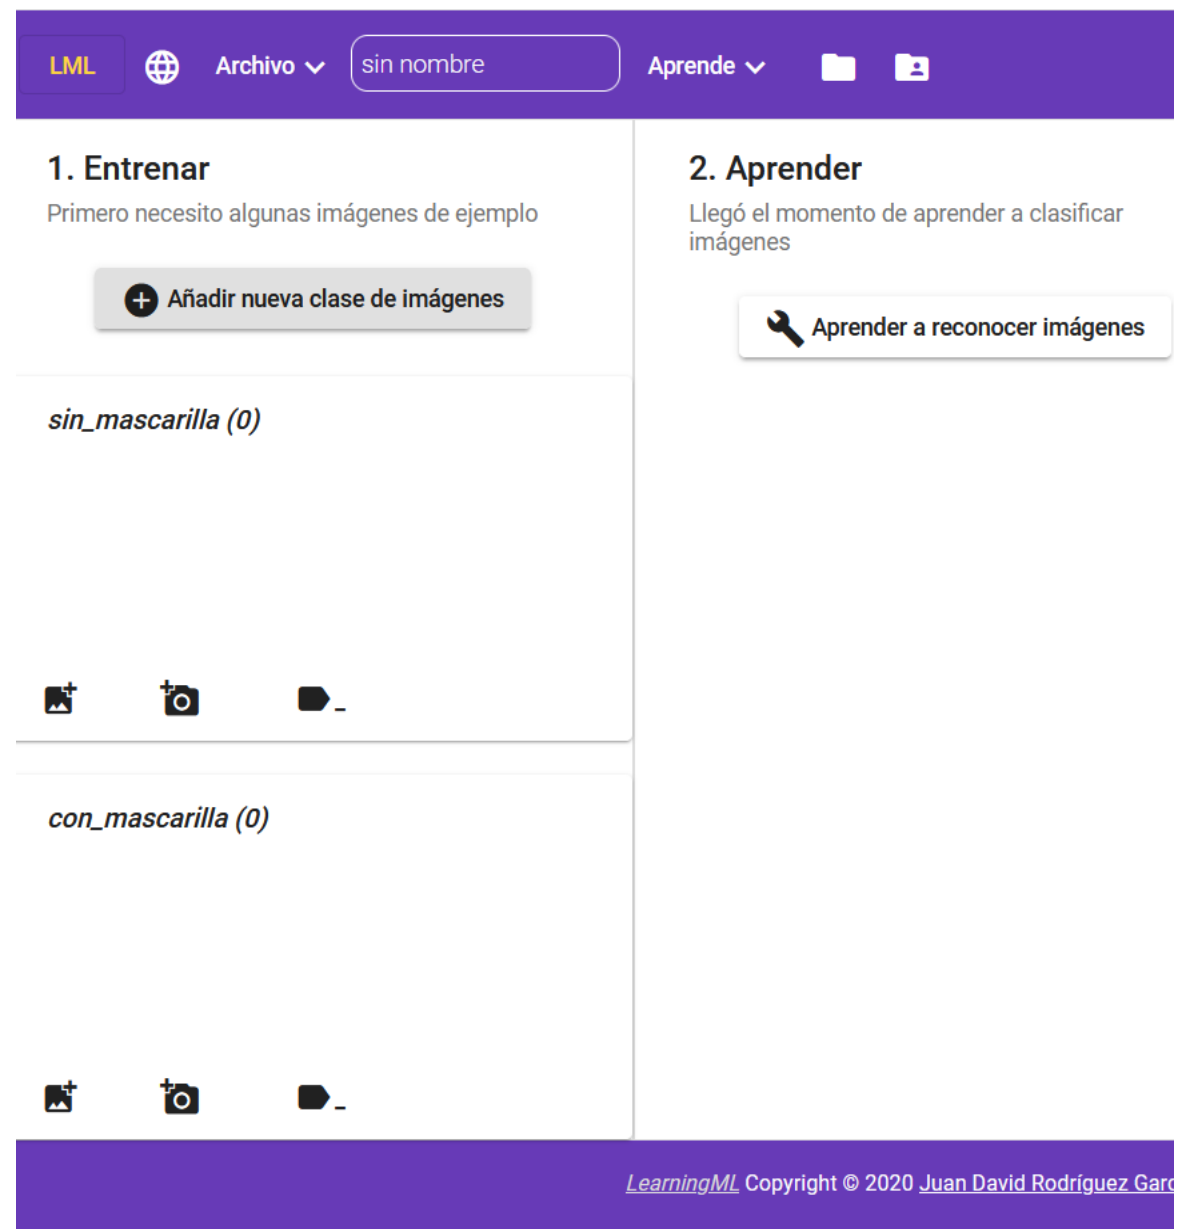 LML
Archivo
sin nombre
Aprende
1. Entrenar
Primero necesito algunas imágenes de ejemplo
Añadir nueva clase de imágenes
sin_mascarilla (0)
con_mascarilla (0)
2. Aprender
Llegó el momento de aprender a clasificar
imágenes
Aprender a reconocer imágenes
LearningML Copyright © 2020 Juan David Rodríguez Garc